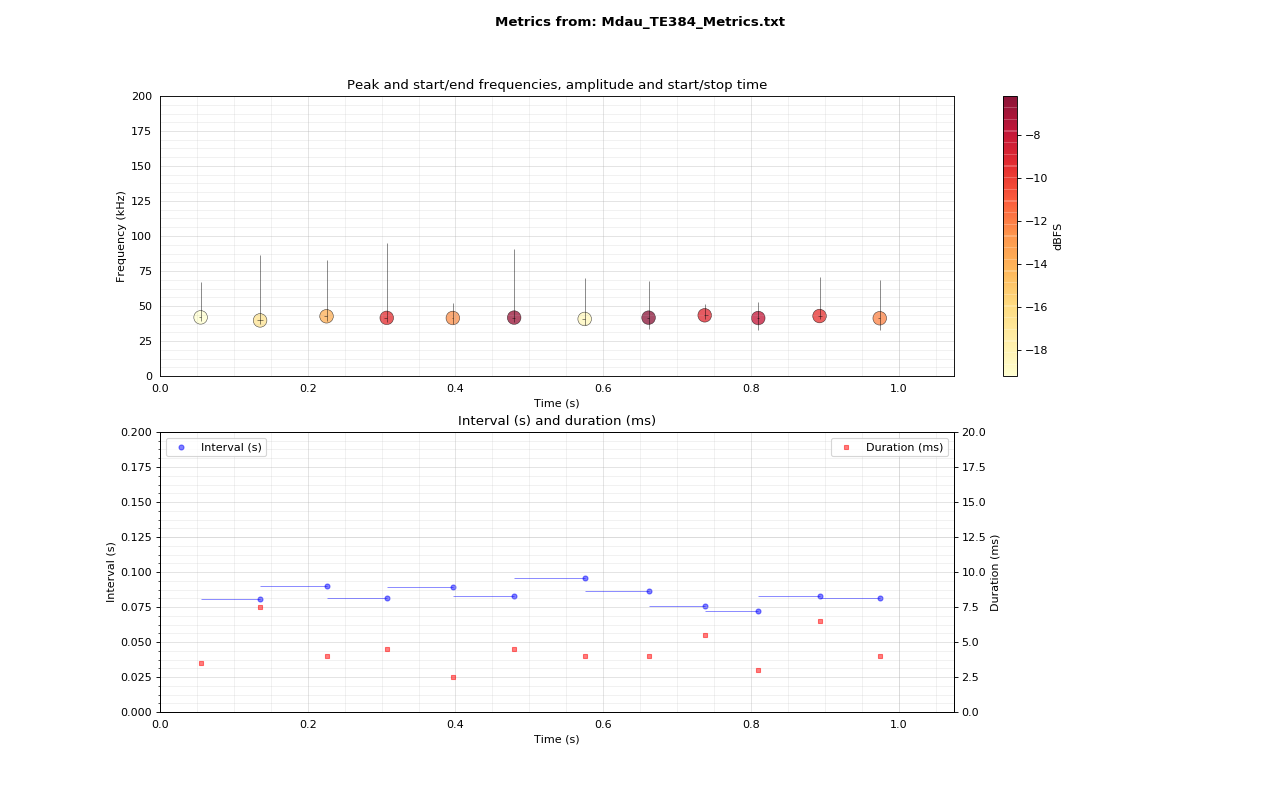 Metrics from: Mdau_TE384_Metrics.txt
Peak and start/end frequencies, amplitude and start/stop time
200
175
150
125
100
75
50
25
0
Frequency (kHz)
0.0 0.2 0.4 0.6 0.8 1.0
Time (s)
−8
−10
−12
−14
−16
−18
dBFS
Interval (s) and duration (ms)
Interval (s)
Duration (ms)
0.200
0.175
0.150
0.125
0.100
0.075
0.050
0.025
0.000
Interval (s)
20.0
17.5
15.0
12.5
10.0
7.5
5.0
2.5
0.0
Duration (ms)
0.0 0.2 0.4 0.6 0.8 1.0
Time (s)